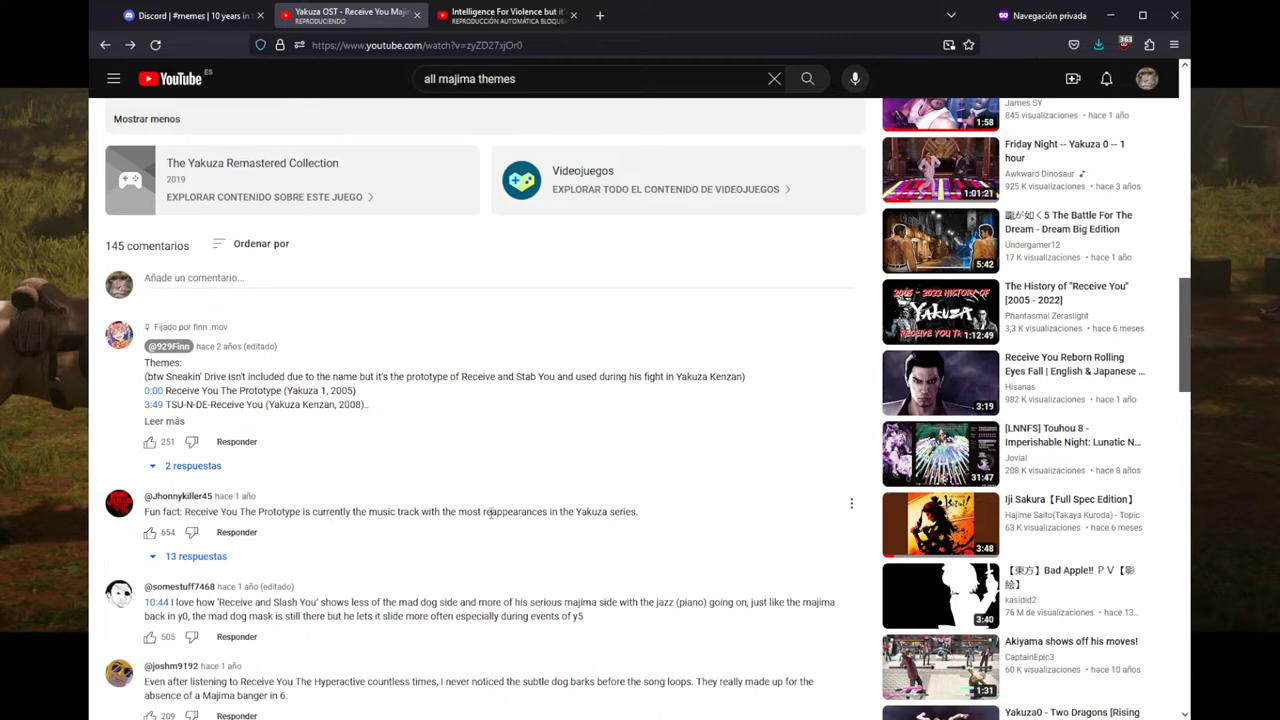 Discord | #memes | 10 years in t
Yakuza OST - Receive You Majin
REPRODUCIENDO
Intelligence For Violence but it'
REPRODUCCIÓN AUTOMÁTICA BLOQU
Navegación privada
https://www.youtube.com/watch?v=zyZD27xjOr0
363
YouTube ES
all majima themes
Mostrar menos
The Yakuza Remastered Collection
2019
EXPLORAR CONTENIDO SOBRE ESTE JUEGO
Videojuegos
EXPLORAR TODO EL CONTENIDO DE VIDEOJUEGOS
145 comentarios
Ordenar por
Añade un comentario...
Fijado por finn .mov
@929Finn hace 2 años (editado)
Themes:
(btw Sneakin' Drive isn't included due to the name but it's the prototype of Receive and Stab You and used during his fight in Yakuza Kenzan)
0:00 Receive You The Prototype (Yakuza 1, 2005)
3:49 TSU-N-DE-Receive You (Yakuza Kenzan, 2008)..
Leer más
251 Responder
2 respuestas
@Jhonnykiller45 hace 1 año
Fun fact: Receive You The Prototype is currently the music track with the most reappearances in the Yakuza series.
654 Responder
13 respuestas
@somestuff7468 hace 1 año (editado)
10:44 I love how 'Receive and Slash You' shows less of the mad dog side and more of his serious majima side with the jazz (piano) going on, just like the majima
back in y0, the mad dog mask is still there but he lets it slide more often especially during events of y5
505 Responder
@joshm9192 hace 1 año
Even after listening to Receive You The Hyperactive countless times, I never noticed the subtle dog barks before the song loops. They really made up for the
absence of a Majima banger in 6.
209 Responder
James SY
845 visualizaciones • hace 1 año
1:58
Friday Night -- Yakuza 0 -- 1
hour
Awkward Dinosaur
925 K visualizaciones • hace 3 años
1:01:21
龍が如く5 The Battle For The
Dream - Dream Big Edition
Undergamer12
17 K visualizaciones • hace 1 año
5:42
The History of "Receive You"
[2005 - 2022]
Phantasmal Zeraslight
3,3 K visualizaciones • hace 6 meses
2005 - 2022 HISTORY OF
YAKUZA
1:12:49
Receive You Reborn Rolling
Eyes Fall | English & Japanese ...
Hisanas
982 K visualizaciones • hace 1 año
3:19
[LNNFS] Touhou 8 -
Imperishable Night: Lunatic N...
Jovial
208 K visualizaciones • hace 8 años
31:47
Iji Sakura【Full Spec Edition】
Hajime Saito(Takaya Kuroda) - Topic
63 K visualizaciones • hace 6 meses
3:48
【東方】Bad Apple!! ＰＶ【影
絵】
kasidid2
76 M de visualizaciones • hace 13...
3:40
Akiyama shows off his moves!
CaptainEpic3
60 K visualizaciones • hace 10 años
1:31
Yakuza0 - Two Dragons [Rising